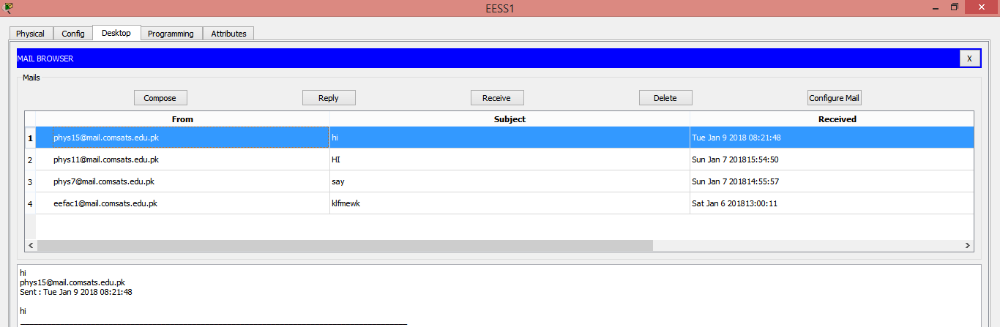 EESS1
Physical Config Desktop Programming Attributes
MAIL BROWSER X
Mails
Compose Reply Receive Delete Configure Mail
From Subject Received
1 phys15@mail.comsats.edu.pk hi Tue Jan 9 2018 08:21:48
2 phys11@mail.comsats.edu.pk HI Sun Jan 7 201815:54:50
3 phys7@mail.comsats.edu.pk say Sun Jan 7 201814:55:57
4 eefac1@mail.comsats.edu.pk klfmewk Sat Jan 6 201813:00:11
hi
phys15@mail.comsats.edu.pk
Sent : Tue Jan 9 2018 08:21:48
hi